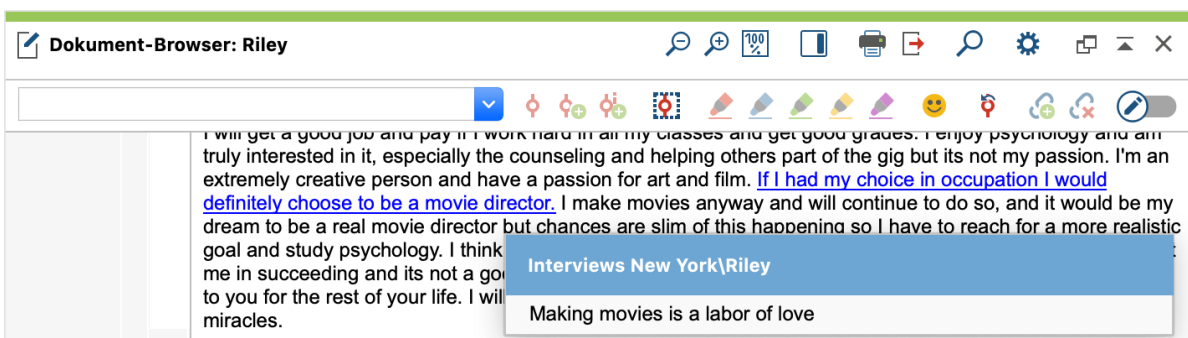 Dokument-Browser: Riley
100
%
I will get a good job and pay if I work hard in all my classes and get good grades. I enjoy psychology and am
truly interested in it, especially the counseling and helping others part of the gig but its not my passion. I'm an
extremely creative person and have a passion for art and film. If I had my choice in occupation I would
definitely choose to be a movie director. I make movies anyway and will continue to do so, and it would be my
dream to be a real movie director but chances are slim of this happening so I have to reach for a more realistic
goal and study psychology. I think
me in succeeding and its not a
to you for the rest of your life. I
miracles.
Interviews New York\Riley
Making movies is a labor of love